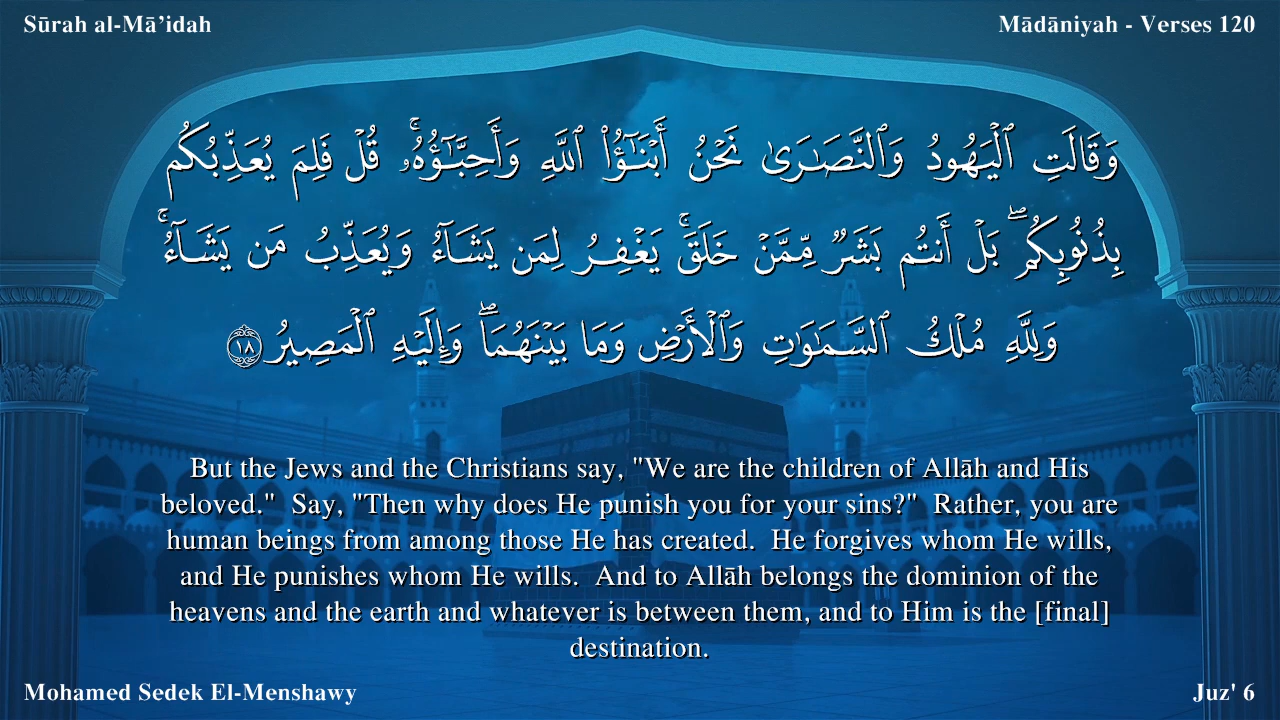 Sūrah al-Mā’idah
Mādāniyah - Verses 120
وَقَالَتِ ٱلْيَهُودُ وَٱلنَّصَـٰرَىٰ نَحْنُ أَبْنَـٰٓؤُا۟ ٱللَّهِ وَأَحِبَّـٰٓؤُهُۥ ۚ قُلْ فَلِمَ يُعَذِّبُكُم
بِذُنُوبِكُم ۖ بَلْ أَنتُم بَشَرٌ مِّمَّنْ خَلَقَ ۚ يَغْفِرُ لِمَن يَشَآءُ وَيُعَذِّبُ مَن يَشَآءُ ۚ
وَلِلَّهِ مُلْكُ ٱلسَّمَـٰوَٰتِ وَٱلْأَرْضِ وَمَا بَيْنَهُمَا ۖ وَإِلَيْهِ ٱلْمَصِيرُ ١٨
But the Jews and the Christians say, "We are the children of Allāh and His
beloved."  Say, "Then why does He punish you for your sins?"  Rather, you are
human beings from among those He has created.  He forgives whom He wills,
and He punishes whom He wills.  And to Allāh belongs the dominion of the
heavens and the earth and whatever is between them, and to Him is the [final]
destination.
Mohamed Sedek El-Menshawy
Juz' 6